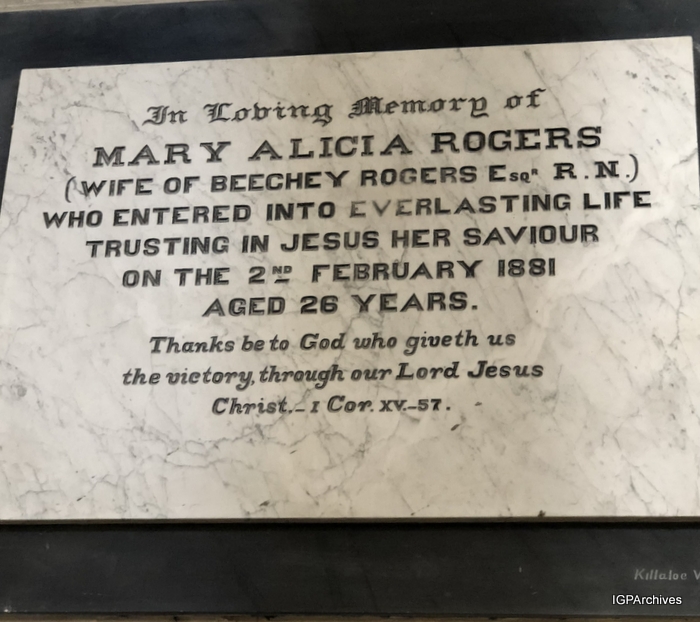 In Loving Memory of
MARY ALICIA ROGERS
(WIFE OF BEECHEY ROGERS Esqr R.N.)
WHO ENTERED INTO EVERLASTING LIFE
TRUSTING IN JESUS HER SAVIOUR
ON THE 2ND FEBRUARY 1881
AGED 26 YEARS.
Thanks be to God who giveth us
the victory, through our Lord Jesus
Christ.–1 Cor. XV.–57.
Killaloe
IGPArchives